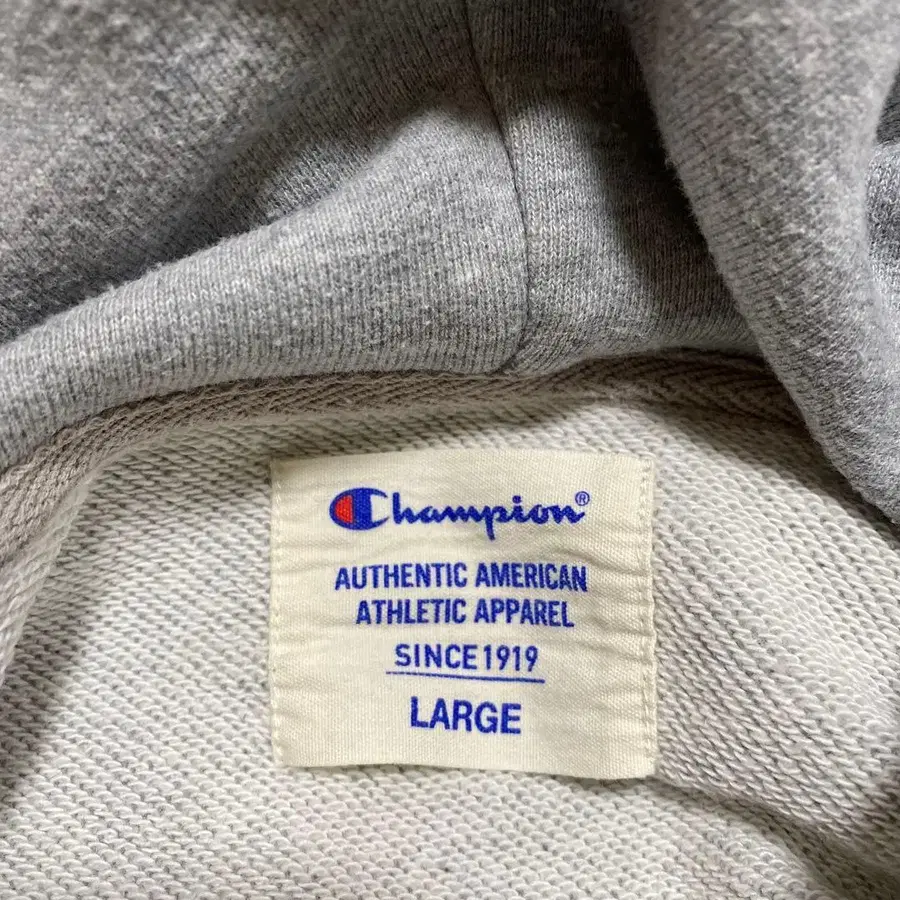 Champion®
AUTHENTIC AMERICAN
ATHLETIC APPAREL
SINCE 1919
LARGE